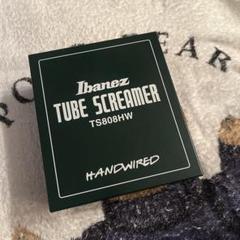 Ibanez
TUBE SCREAMER
TS808HW
HANDWIRED